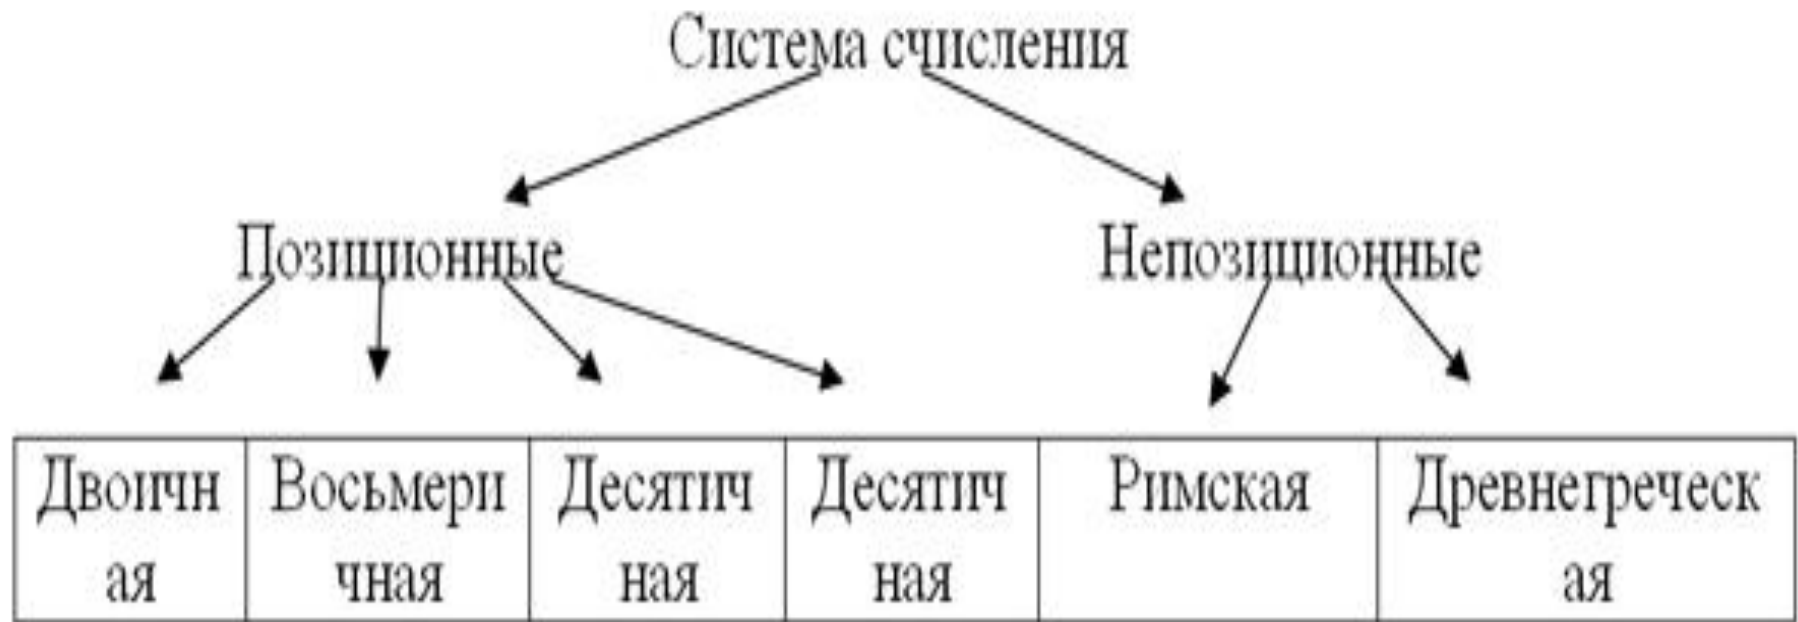 Система счисления
Позиционные Непозиционные
Двоичн Восьмери Десятич Десятич Римская Древнегреческ
ая чная ная ная ая